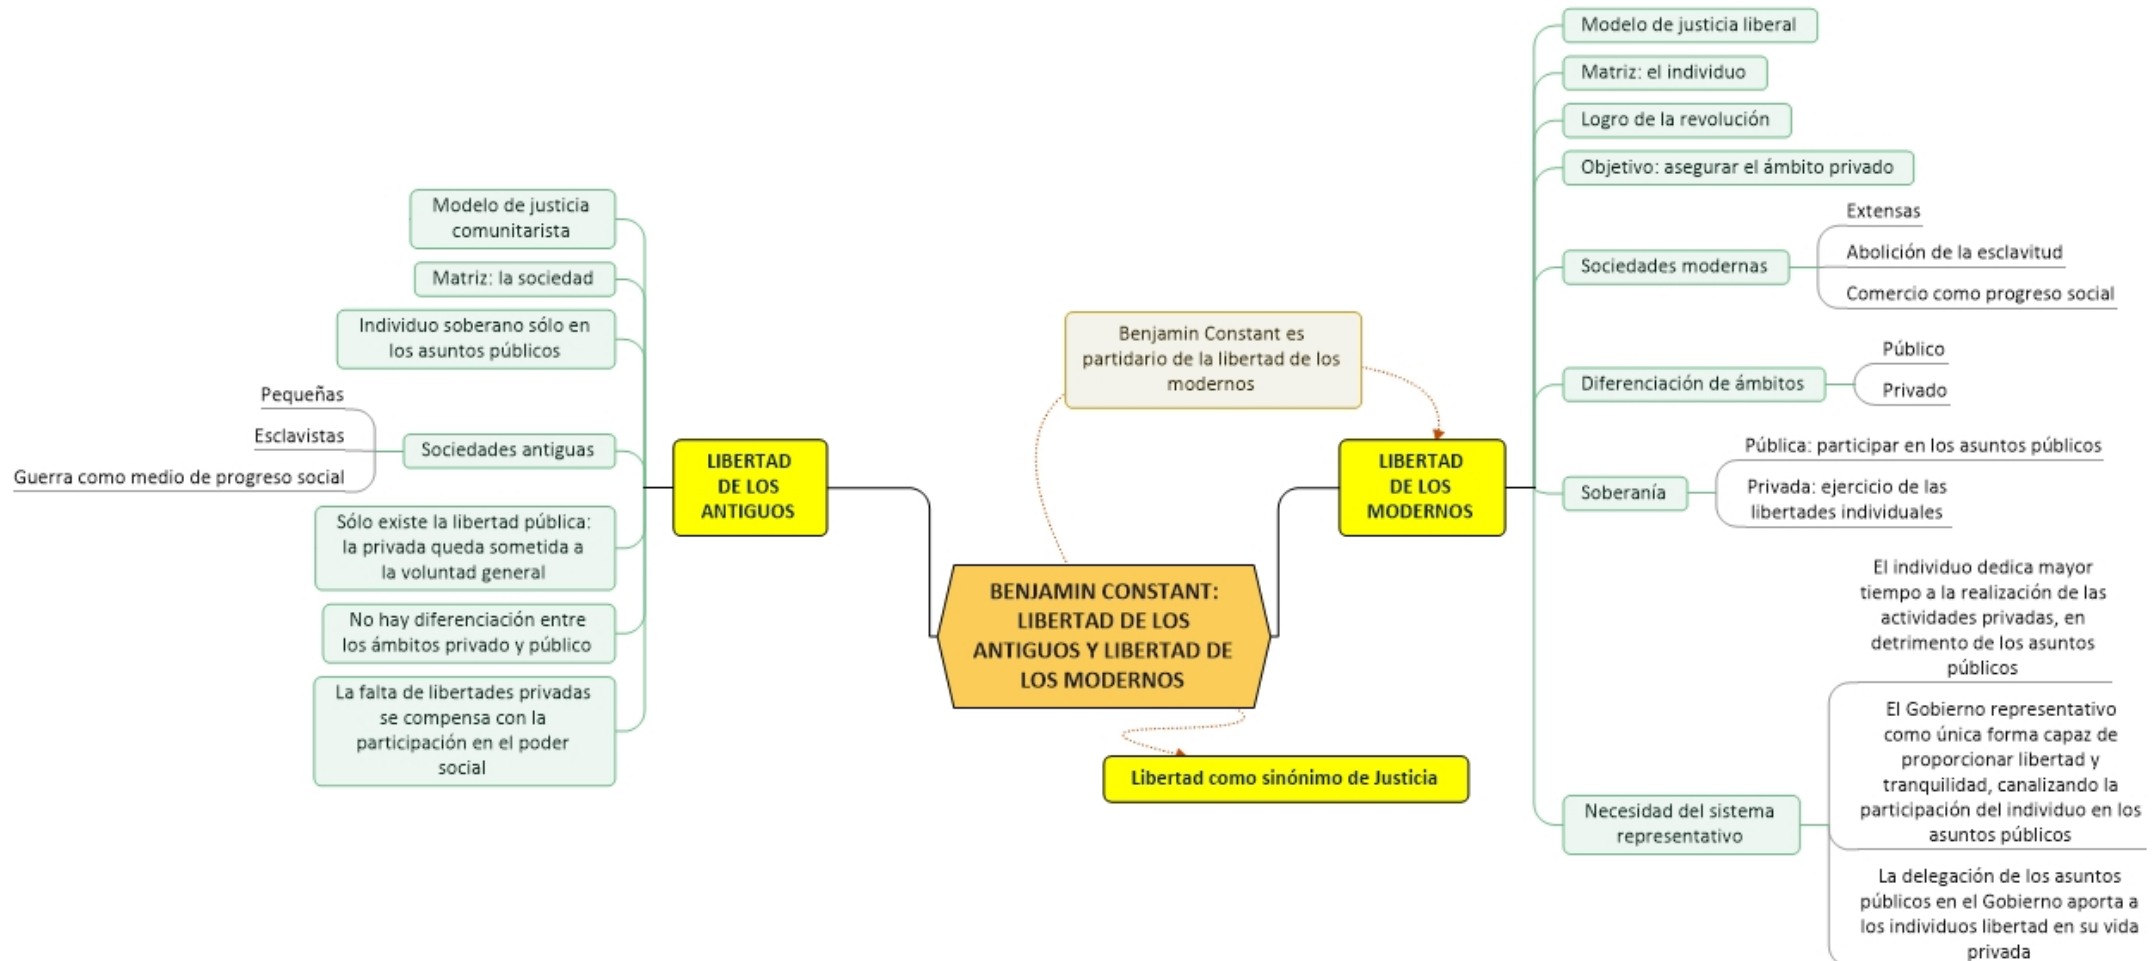 BENJAMIN CONSTANT:
LIBERTAD DE LOS
ANTIGUOS Y LIBERTAD DE
LOS MODERNOS
Benjamin Constant es
partidario de la libertad de los
modernos
Libertad como sinónimo de Justicia
LIBERTAD
DE LOS
ANTIGUOS
Modelo de justicia
comunitarista
Matriz: la sociedad
Individuo soberano sólo en
los asuntos públicos
Sociedades antiguas
Pequeñas
Esclavistas
Guerra como medio de progreso social
Sólo existe la libertad pública:
la privada queda sometida a
la voluntad general
No hay diferenciación entre
los ámbitos privado y público
La falta de libertades privadas
se compensa con la
participación en el poder
social
LIBERTAD
DE LOS
MODERNOS
Modelo de justicia liberal
Matriz: el individuo
Logro de la revolución
Objetivo: asegurar el ámbito privado
Sociedades modernas
Extensas
Abolición de la esclavitud
Comercio como progreso social
Diferenciación de ámbitos
Público
Privado
Soberanía
Pública: participar en los asuntos públicos
Privada: ejercicio de las
libertades individuales
Necesidad del sistema
representativo
El individuo dedica mayor
tiempo a la realización de las
actividades privadas, en
detrimento de los asuntos
públicos
El Gobierno representativo
como única forma capaz de
proporcionar libertad y
tranquilidad, canalizando la
participación del individuo en los
asuntos públicos
La delegación de los asuntos
públicos en el Gobierno aporta a
los individuos libertad en su vida
privada